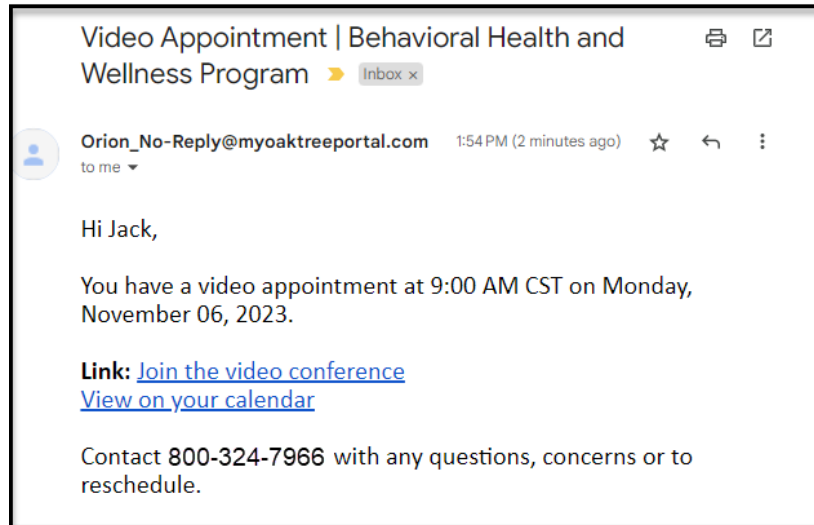 Video Appointment | Behavioral Health and
Wellness Program Inbox ×
Orion_No-Reply@myoaktreeportal.com 1:54 PM (2 minutes ago)
to me
Hi Jack,
You have a video appointment at 9:00 AM CST on Monday,
November 06, 2023.
Link: Join the video conference
View on your calendar
Contact 800-324-7966 with any questions, concerns or to
reschedule.